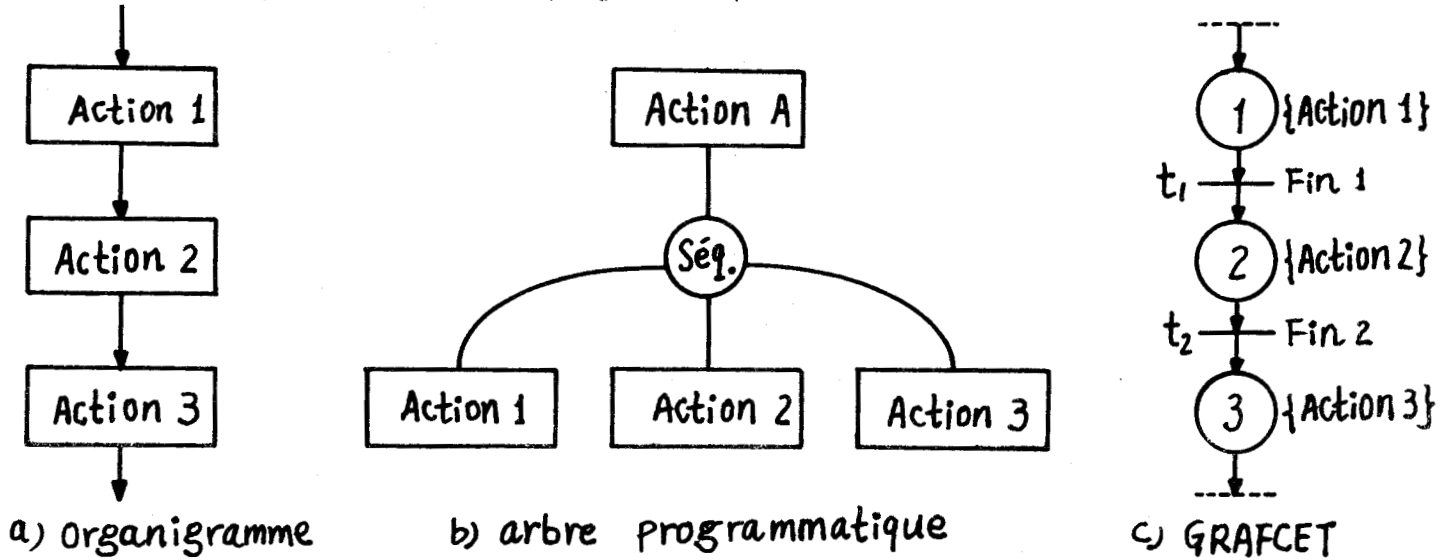 Action 1
Action 2
Action 3
a) Organigramme
Action A
Séq.
Action 1
Action 2
Action 3
b) arbre programmatique
1 {Action 1}
t1 Fin 1
2 {Action 2}
t2 Fin 2
3 {Action 3}
c) GRAFCET